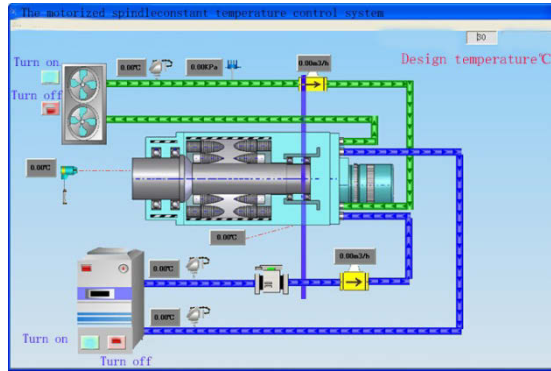 The motorized spindleconstant temperature control system
30
Design temperature℃
Turn on
0.00℃
0.00KPa
0.00m3/h
Turn off
0.00℃
0.00℃
0.00℃
0.00m3/h
0.00℃
Turn on
Turn off